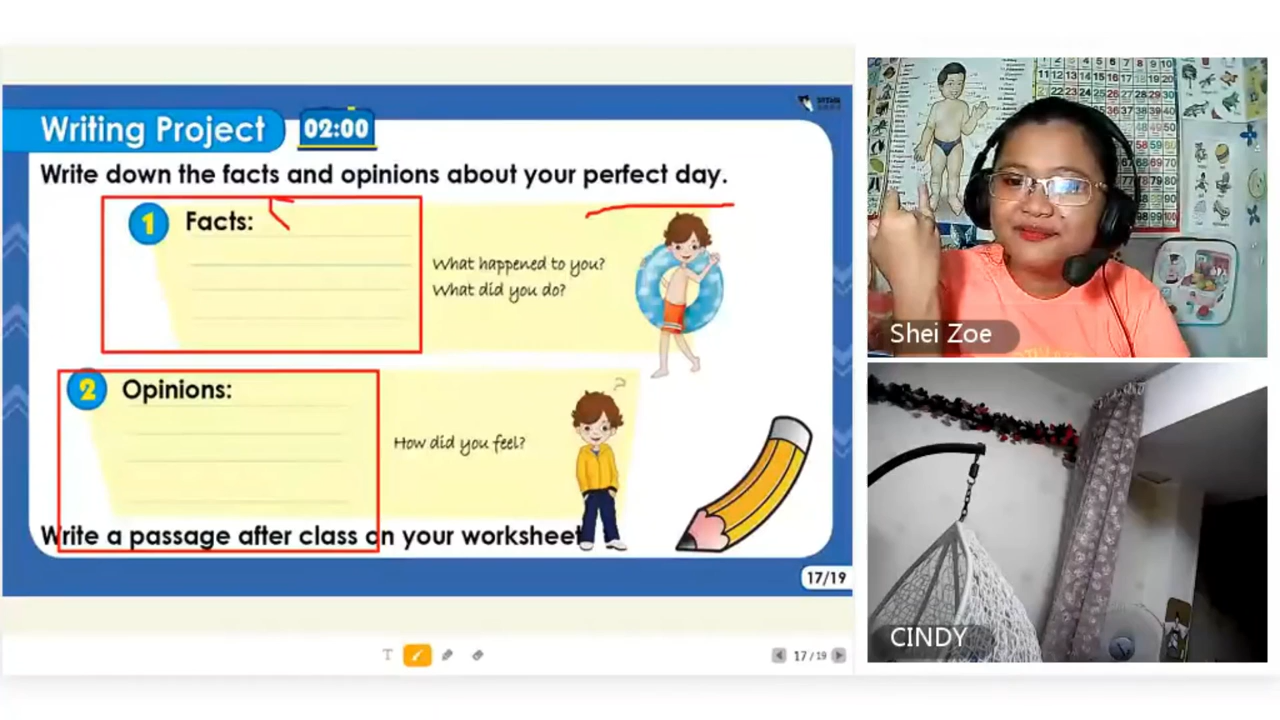 Writing Project
02:00
Write down the facts and opinions about your perfect day.
1
Facts:
What happened to you?
What did you do?
2
Opinions:
How did you feel?
?
Write a passage after class on your worksheet
17/19
T
17/19
Shei Zoe
CINDY